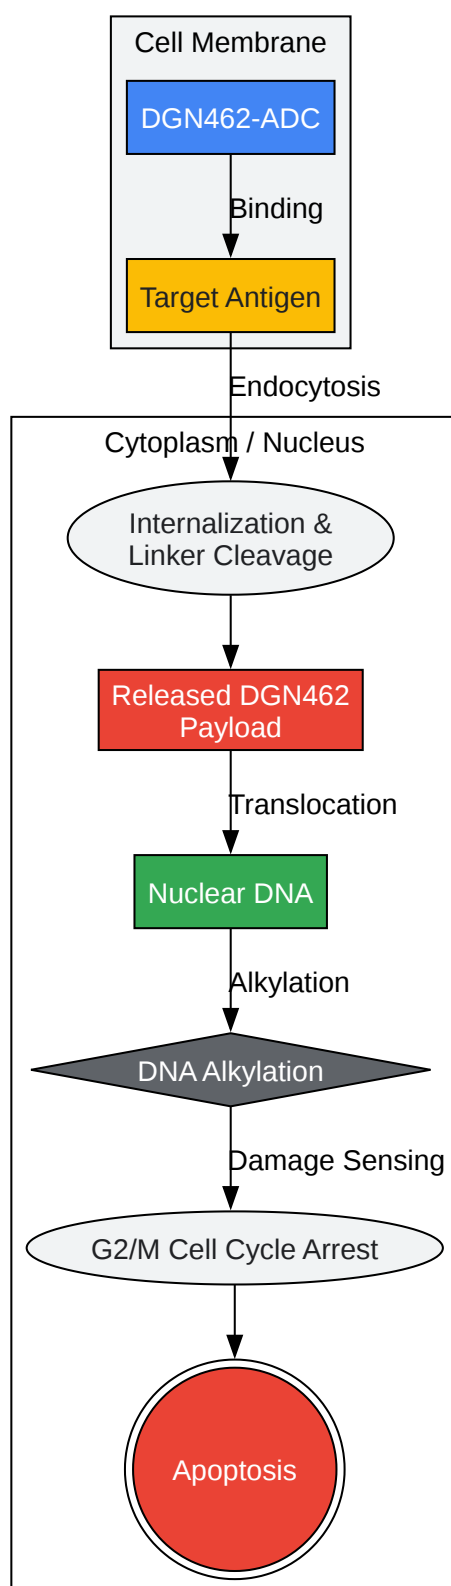 Cell Membrane
DGN462-ADC
Binding
Target Antigen
Endocytosis
Cytoplasm / Nucleus
Internalization &
Linker Cleavage
Released DGN462
Payload
Translocation
Nuclear DNA
Alkylation
DNA Alkylation
Damage Sensing
G2/M Cell Cycle Arrest
Apoptosis